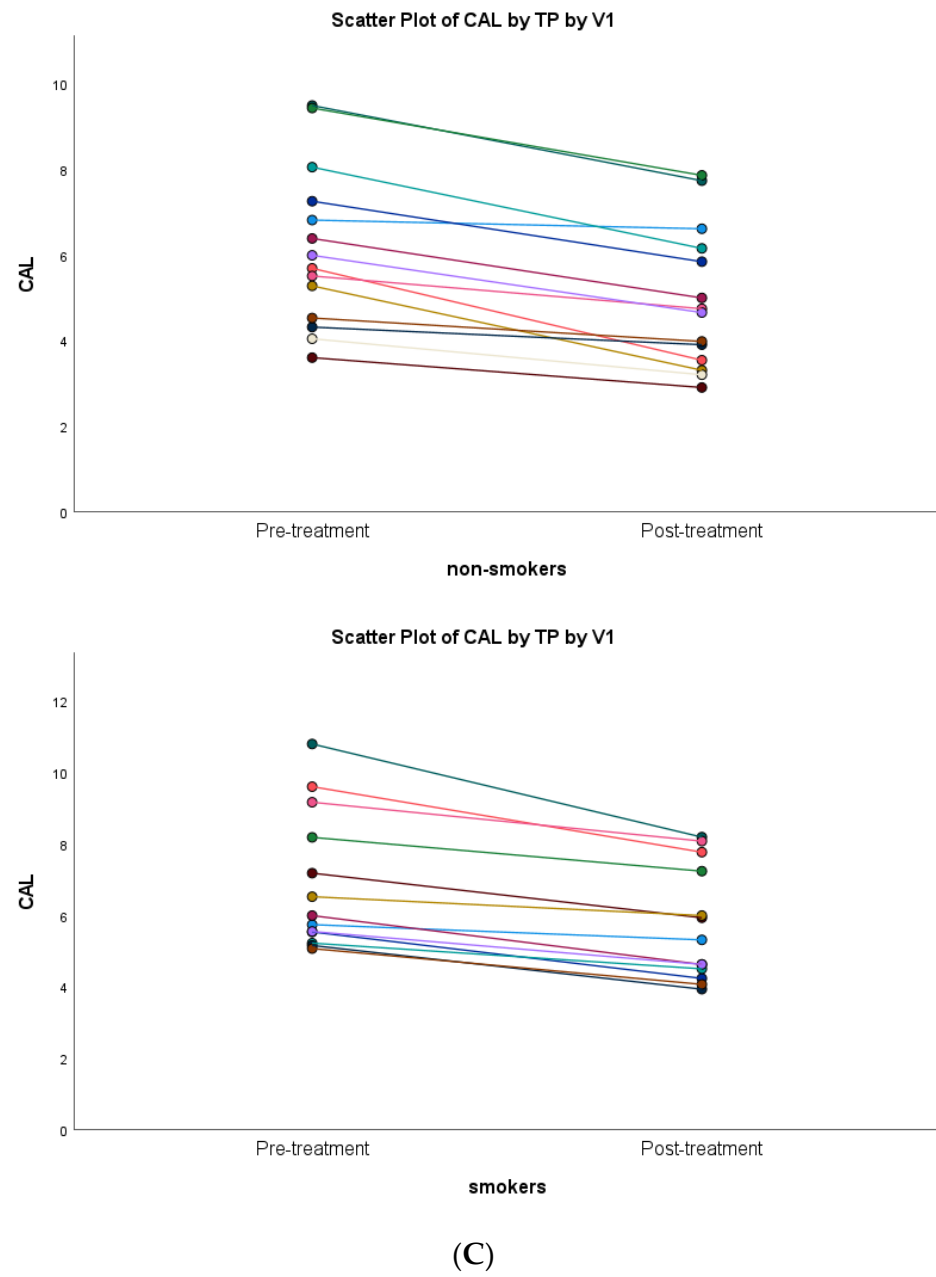 Scatter Plot of CAL by TP by V1
10
8
6
4
2
0
CAL
Pre-treatment Post-treatment
non-smokers
Scatter Plot of CAL by TP by V1
12
10
8
6
4
2
0
CAL
Pre-treatment Post-treatment
smokers
(C)